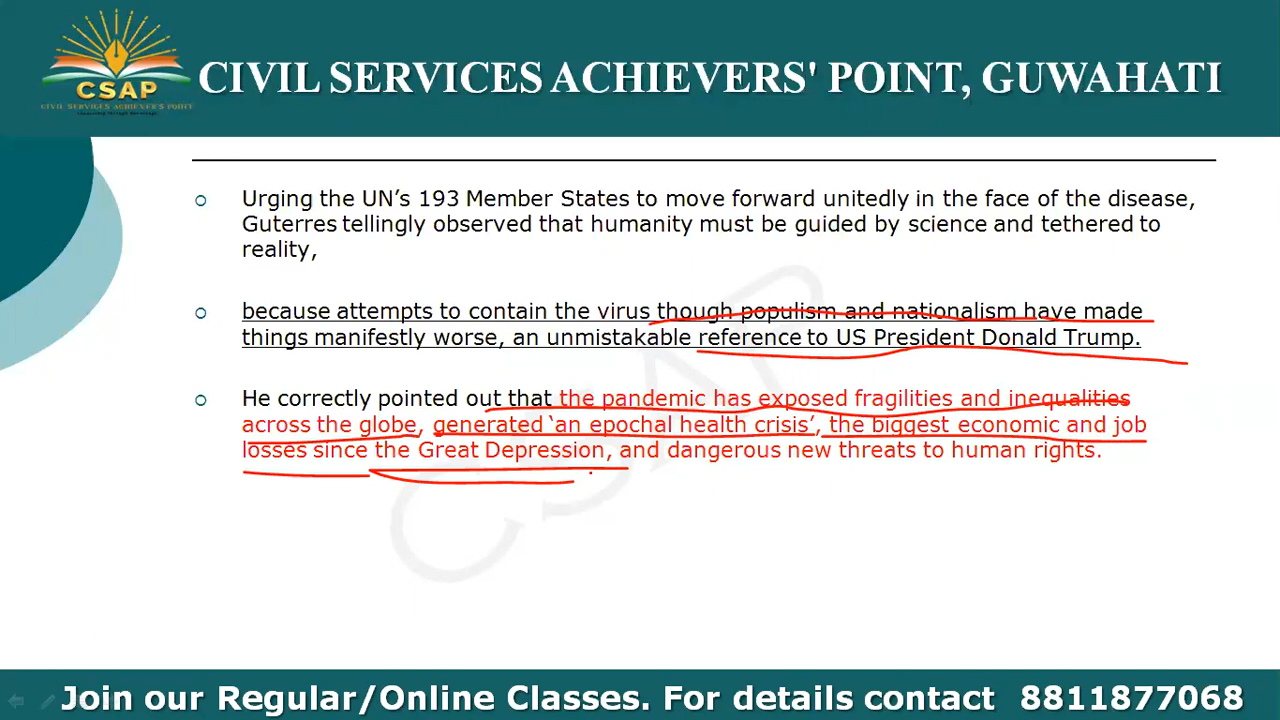 CSAP
CIVIL SERVICES ACHIEVER'S POINT
CIVIL SERVICES ACHIEVERS' POINT, GUWAHATI
Urging the UN’s 193 Member States to move forward unitedly in the face of the disease,
Guterres tellingly observed that humanity must be guided by science and tethered to
reality,
because attempts to contain the virus though populism and nationalism have made
things manifestly worse, an unmistakable reference to US President Donald Trump.
He correctly pointed out that the pandemic has exposed fragilities and inequalities
across the globe, generated ‘an epochal health crisis’, the biggest economic and job
losses since the Great Depression, and dangerous new threats to human rights.
CSAP
Join our Regular/Online Classes. For details contact 8811877068